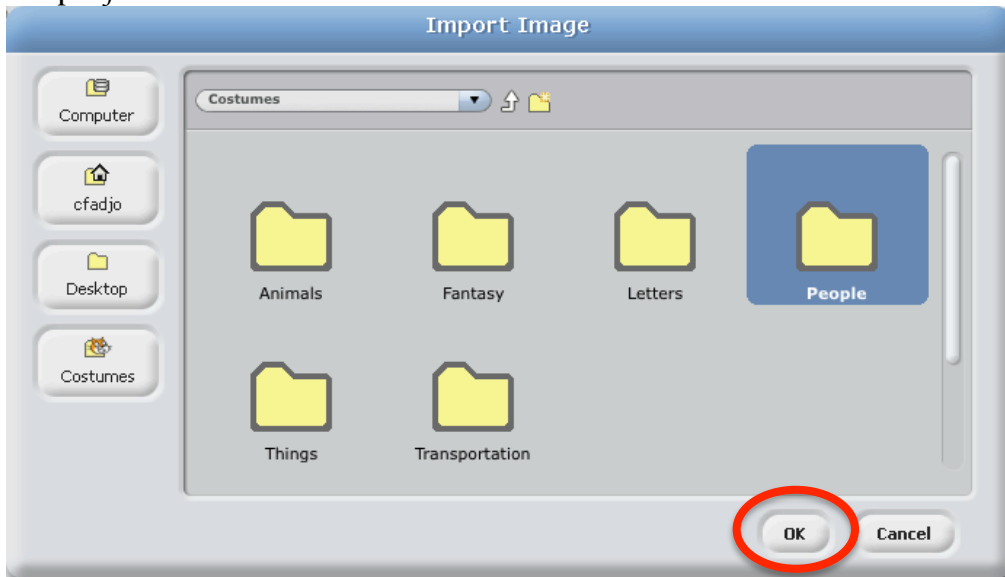 Import Image
Computer
cfadjo
Desktop
Costumes
Costumes
Animals Fantasy Letters People
Things Transportation
OK Cancel